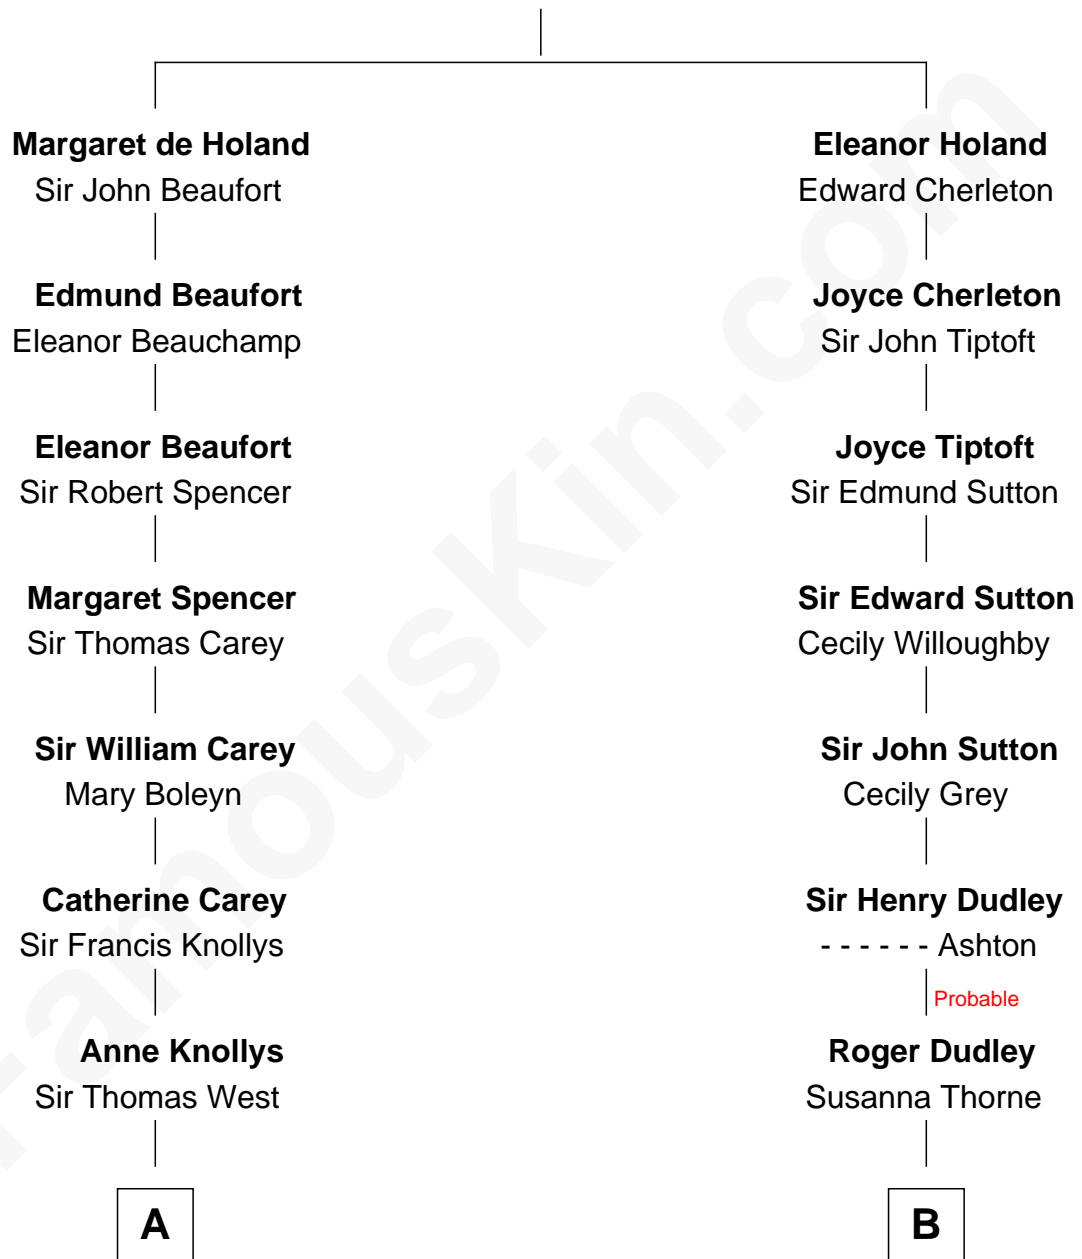 Margaret de Holand
Sir John Beaufort
Eleanor Holand
Edward Cherleton
Edmund Beaufort
Eleanor Beauchamp
Joyce Cherleton
Sir John Tiptoft
Eleanor Beaufort
Sir Robert Spencer
Joyce Tiptoft
Sir Edmund Sutton
Margaret Spencer
Sir Thomas Carey
Sir Edward Sutton
Cecily Willoughby
Sir William Carey
Mary Boleyn
Sir John Sutton
Cecily Grey
Catherine Carey
Sir Francis Knollys
Sir Henry Dudley
- - - - - - Ashton
Probable
Anne Knollys
Sir Thomas West
Roger Dudley
Susanna Thorne
A
B
FamousKin.com